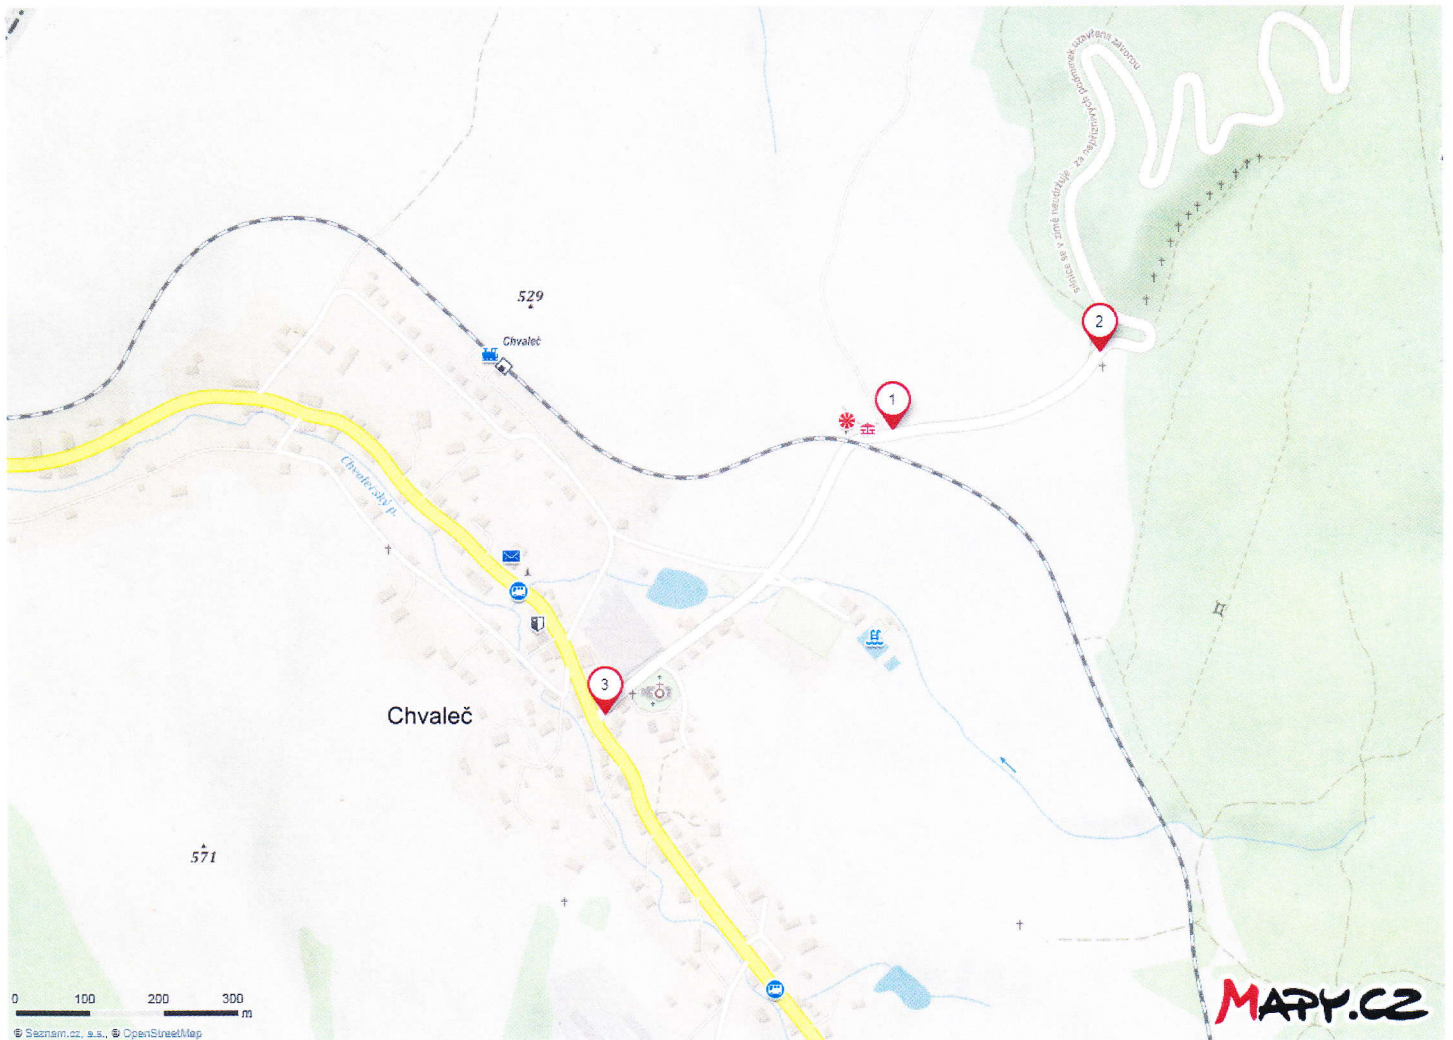 silnice se v zimě neudržuje - za nepříznivých podmínek uzavřena závorou
529
Chvaleč
2
1
Chvalečský p.
3
Chvaleč
571
0 100 200 300
m
© Seznam.cz, a.s., © OpenStreetMap
MAPY.CZ